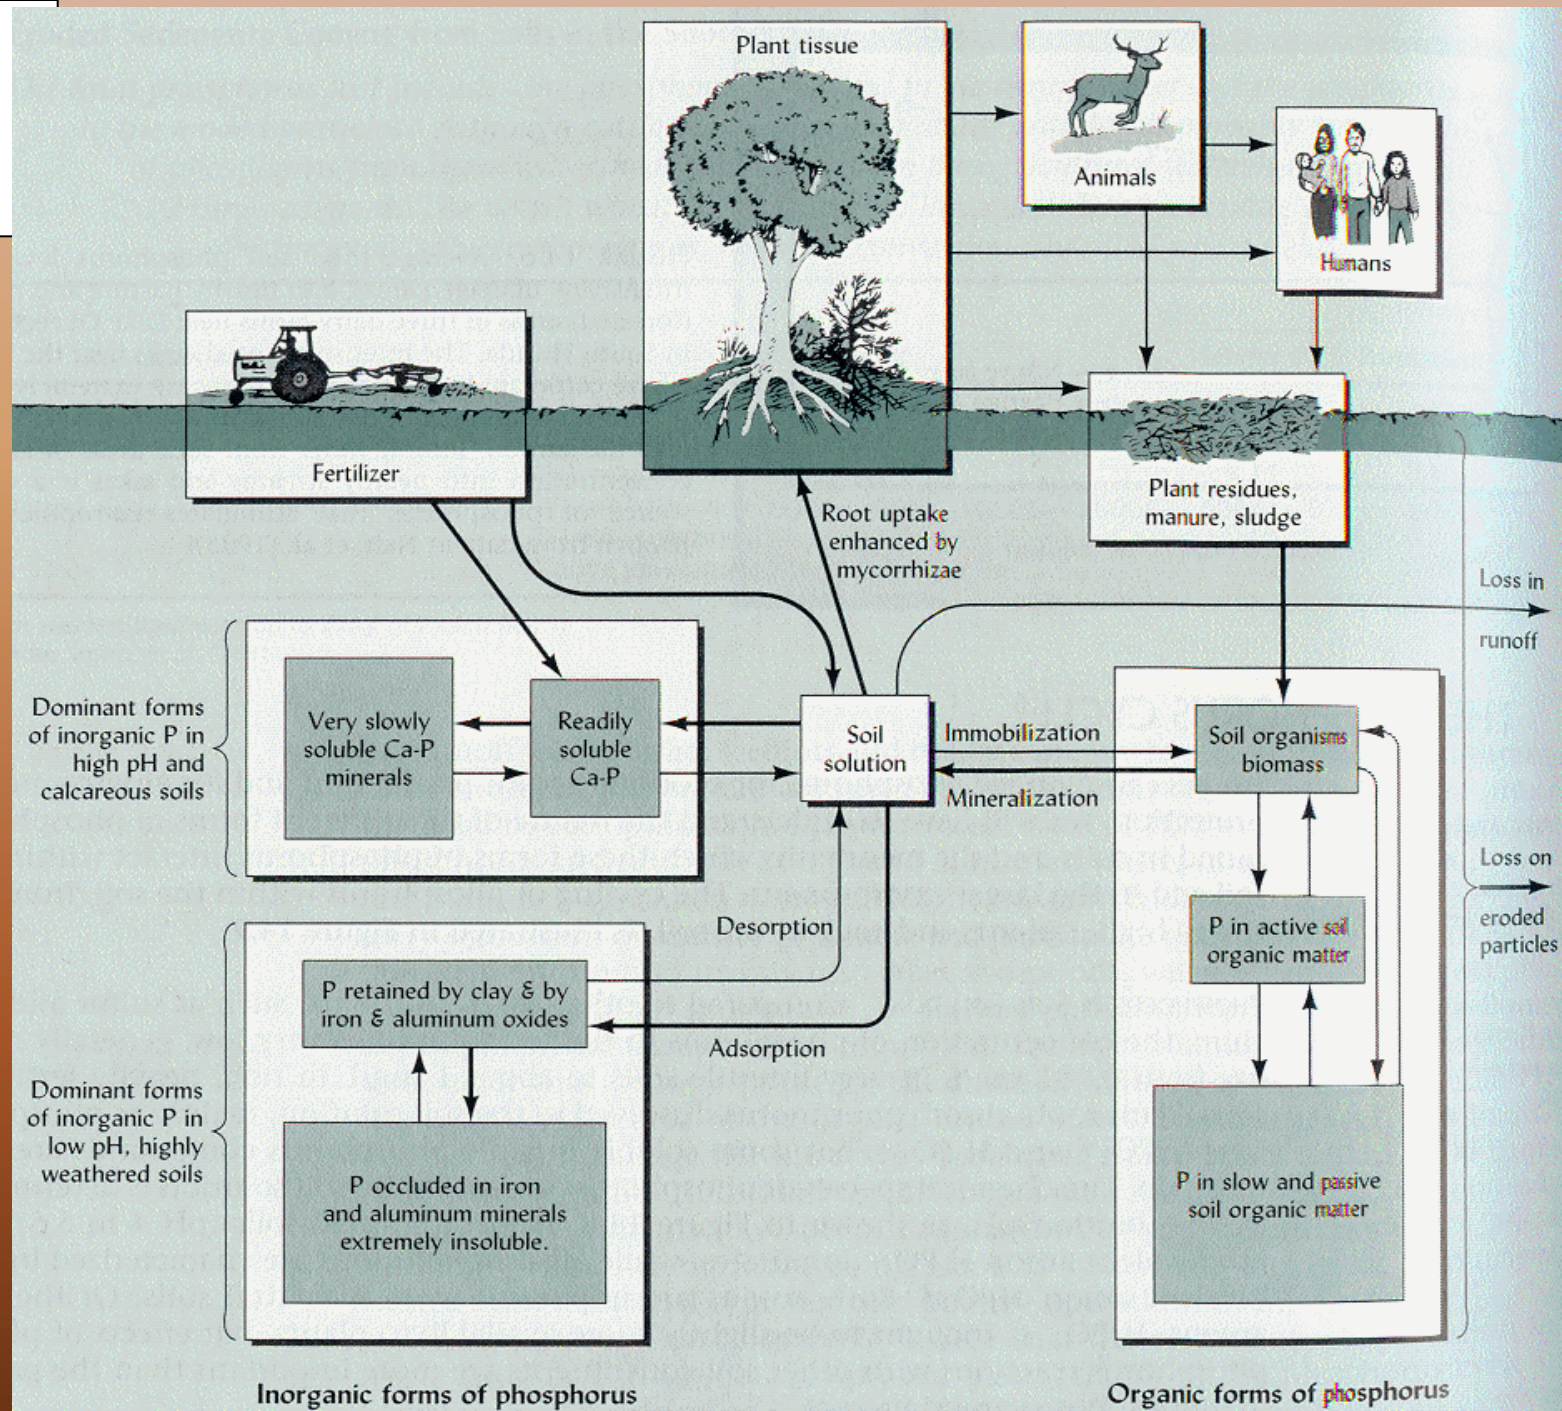 Plant tissue
Animals
Humans
Fertilizer
Plant residues,
manure, sludge
Root uptake
enhanced by
mycorrhizae
Loss in
runoff
Dominant forms
of inorganic P in
high pH and
calcareous soils
Very slowly
soluble Ca-P
minerals
Readily
soluble
Ca-P
Soil
solution
Immobilization
Mineralization
Soil organisms
biomass
Loss on
eroded
particles
P in active soil
organic matter
Desorption
P retained by clay & by
iron & aluminum oxides
Adsorption
Dominant forms
of inorganic P in
low pH, highly
weathered soils
P occluded in iron
and aluminum minerals
extremely insoluble.
P in slow and passive
soil organic matter
Inorganic forms of phosphorus
Organic forms of phosphorus